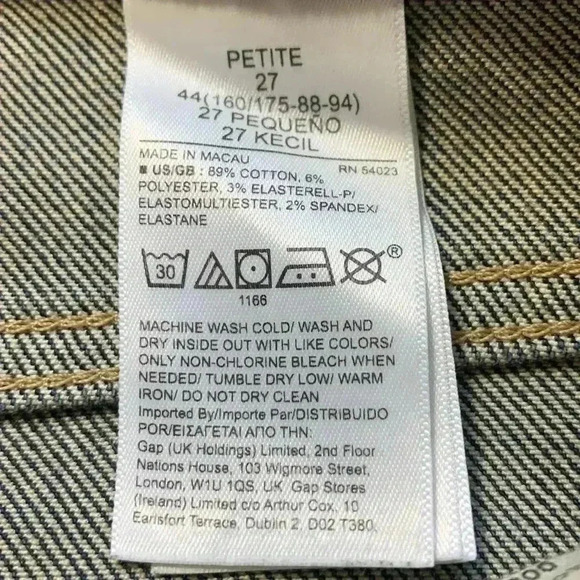 PETITE
27
44(160/175-88-94)
27 PEQUEÑO
27 KECIL
MADE IN MACAU RN 54023
■ US/GB : 89% COTTON, 6%
POLYESTER, 3% ELASTERELL-P/
ELASTOMULTIESTER, 2% SPANDEX/
ELASTANE
30 ®
1166
MACHINE WASH COLD/ WASH AND
DRY INSIDE OUT WITH LIKE COLORS/
ONLY NON-CHLORINE BLEACH WHEN
NEEDED/ TUMBLE DRY LOW/ WARM
IRON/ DO NOT DRY CLEAN
Imported By/Importe Par/DISTRIBUIDO
POR/ΕΙΣΑΓΕΤΑΙ ΑΠΟ ΤΗΝ:
Gap (UK Holdings) Limited, 2nd Floor
Nations House, 103 Wigmore Street,
London, W1U 1QS, UK Gap Stores
(Ireland) Limited c/o Arthur Cox, 10
Earlsfort Terrace, Dublin 2, D02 T380,